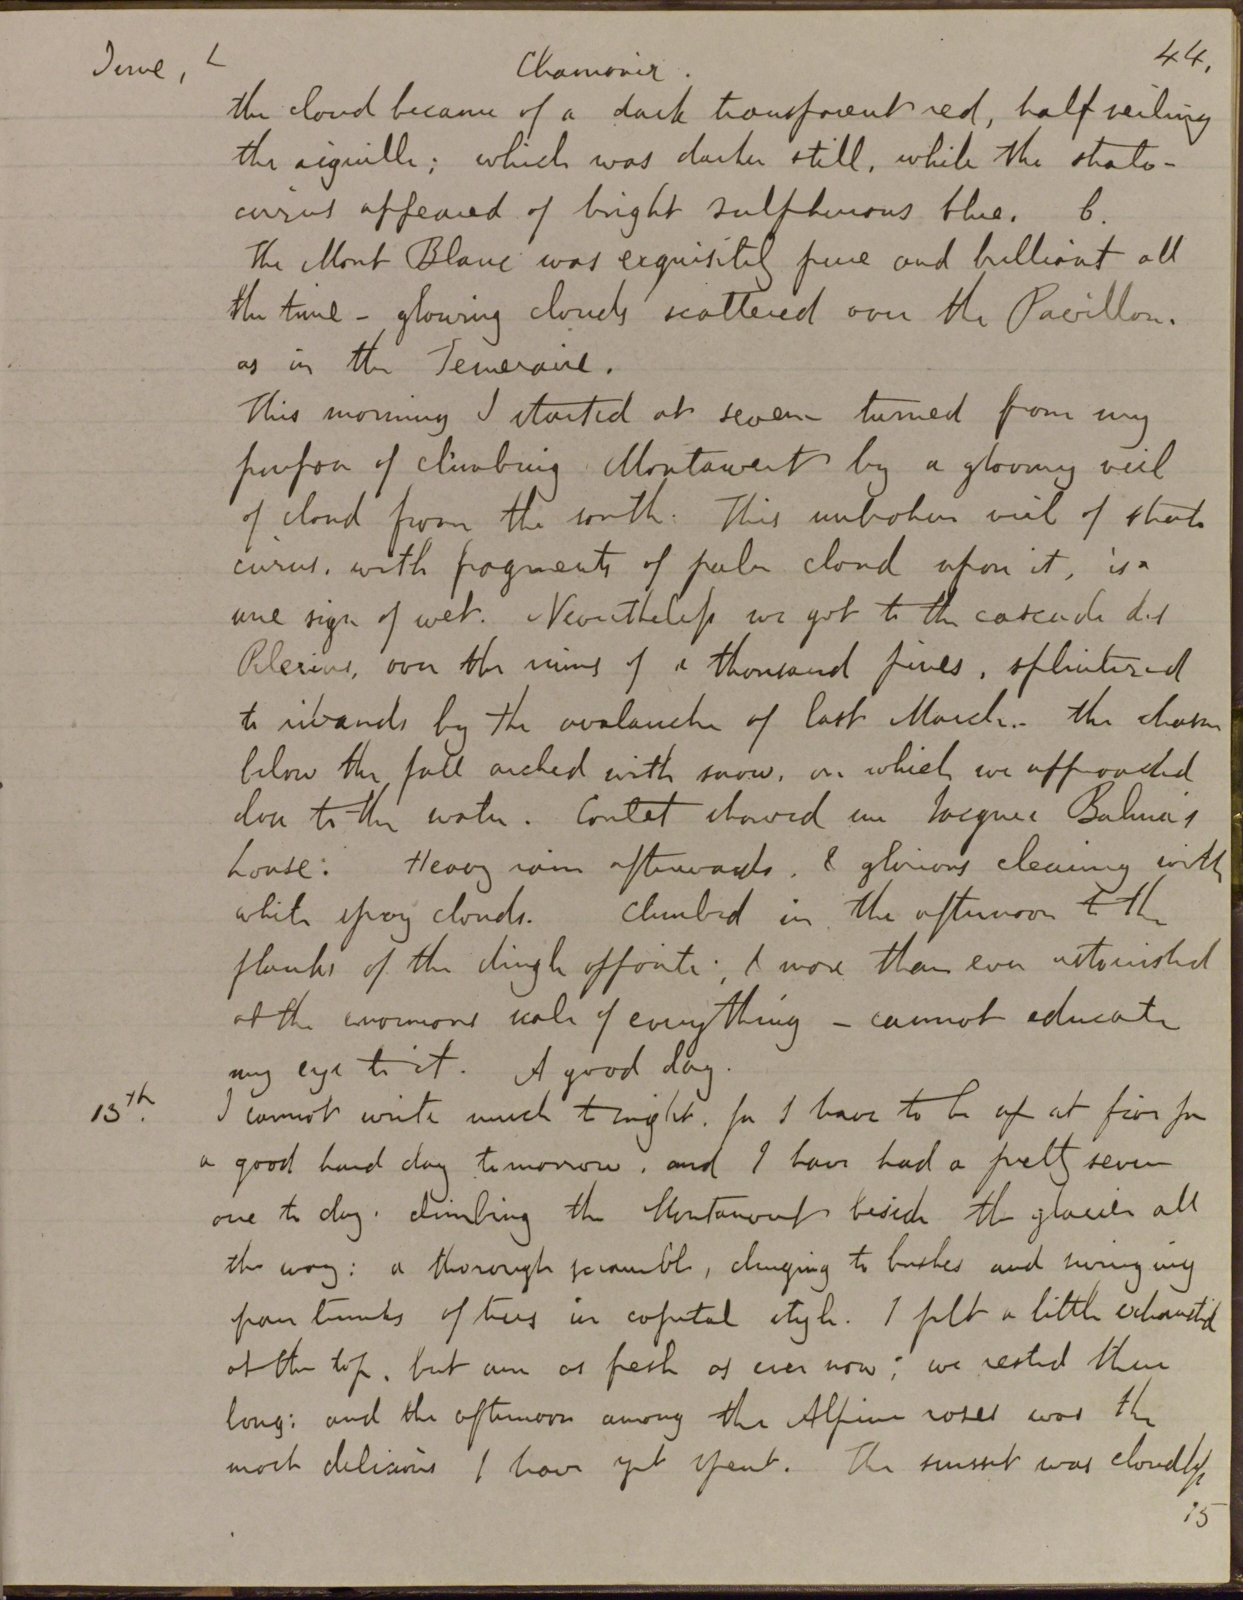 June, Chamonix. 44.
the cloud became of a dark transparent red, half veiling
the aiguille; which was darker still, while the strato-
cirrus appeared of bright sulphurous blue. 6.
The Mont Blanc was exquisitely pure and brilliant all
the time - glowing clouds scattered over the Pavillon.
as in the Temeraire.
This morning I started at seven turned from my
purpose of climbing Montanvert by a gloomy veil
of cloud from the south. This unbroken veil of strato
cirrus, with fragments of paler cloud upon it, is a
sure sign of wet. Nevertheless we got to the cascade des
Pelerins, over the ruins of a thousand pines, splintered
to ribands by the avalanche of last March.- the chasm
below the fall arched with snow, on which we approached
close to the water. Coutet showed me Jacques Balma's
house: Heavy rain afterwards, & glorious clearing with
white spray clouds. Climbed in the afternoon to the
flanks of the dingle opposite; & more than ever astonished
at the enormous scale of everything - cannot educate
my eye to it. A good day.
13th. I cannot write much tonight, for I have to be up at five for
a good hard day tomorrow, and I have had a pretty severe
one to day. climbing the Montanvert beside the glacier all
the way: a thorough scramble, clinging to bushes and swinging
from trunks of trees in capital style. I felt a little exhausted
at the top, but am as fresh as ever now; we rested there
long: and the afternoon among the Alpine roses was the
most delicious I have yet spent. The sunset was cloudless
15